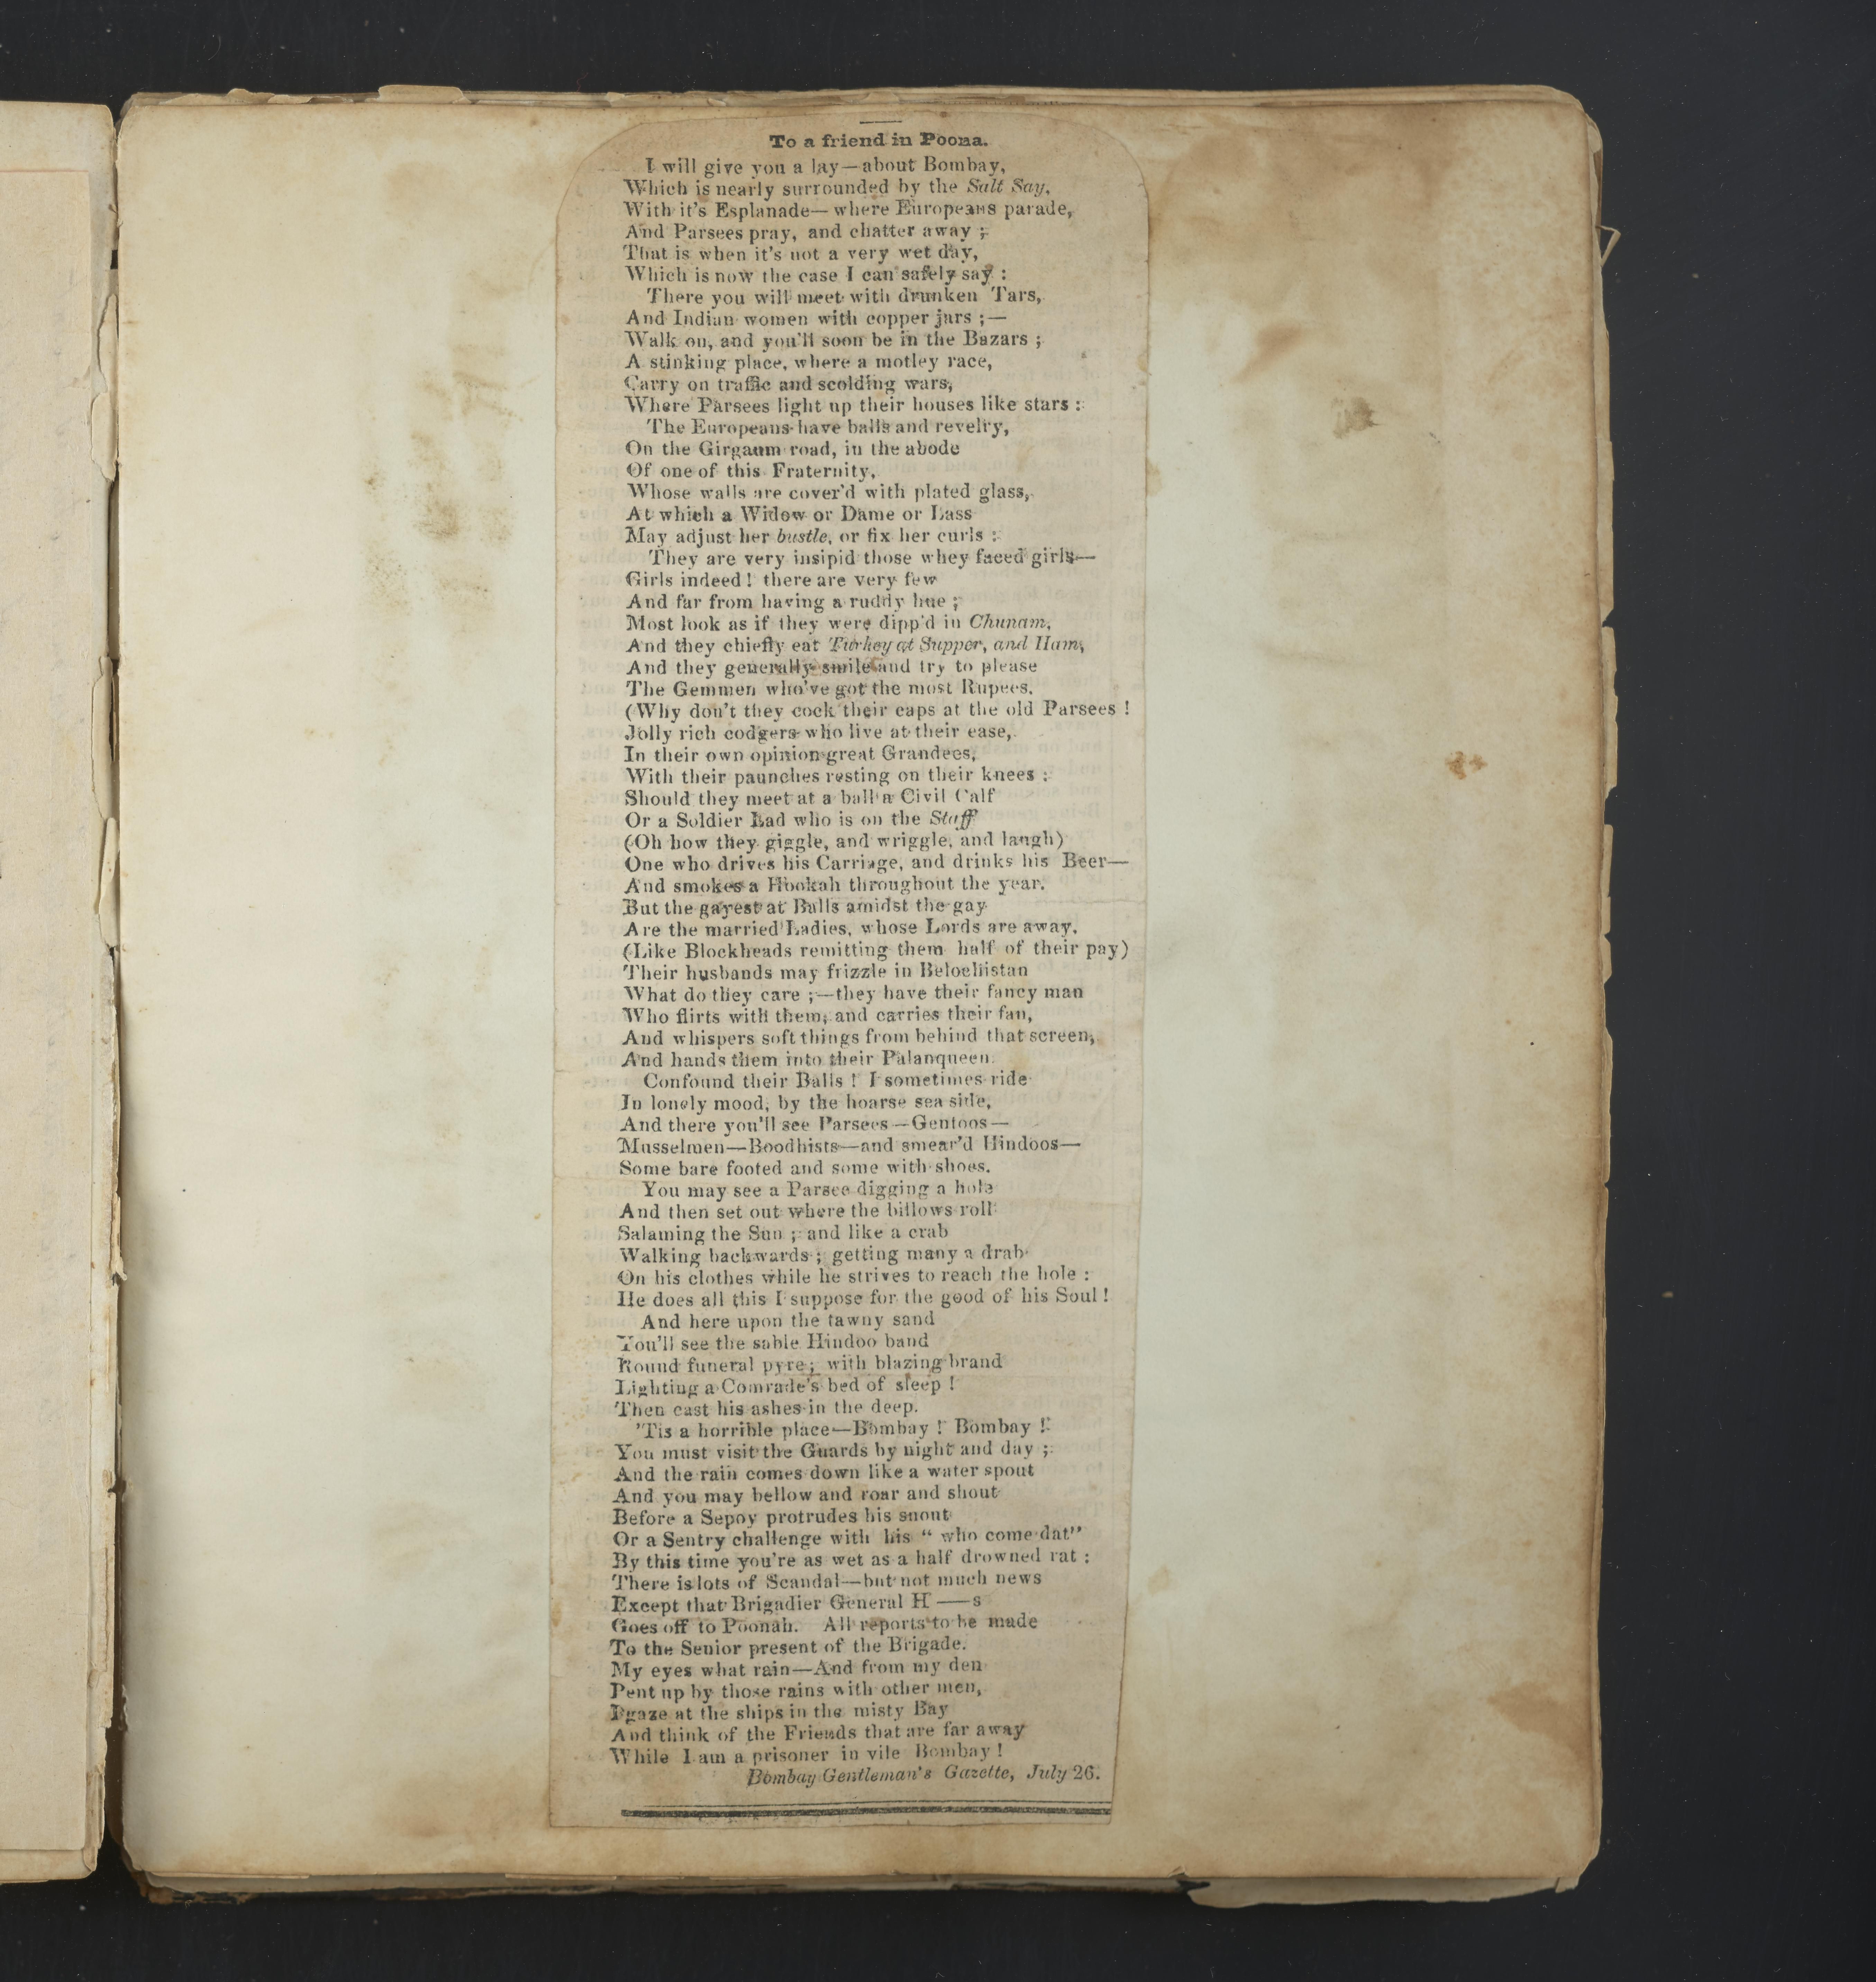 To a friend in Poona.
I will give you a lay—about Bombay,
Which is nearly surrounded by the Salt Say,
With it's Esplanade—where Europeans parade,
And Parsees pray, and chatter away ;
That is when it's not a very wet day,
Which is now the case I can safely say :
There you will meet with drunken Tars,
And Indian women with copper jars ;—
Walk on, and you'll soon be in the Bazars ;
A stinking place, where a motley race,
Carry on traffic and scolding wars,
Where Parsees light up their houses like stars :
The Europeans have balls and revelry,
On the Girgaum road, in the abode
Of one of this Fraternity,
Whose walls are cover'd with plated glass,
At which a Widow or Dame or Lass
May adjust her bustle, or fix her curls :
They are very insipid those whey faced girls—
Girls indeed ! there are very few
And far from having a ruddy hue ;
Most look as if they were dipp'd in Chunam,
And they chiefly eat Turkey at Supper, and Ham,
And they generally smile and try to please
The Gemmen who've got the most Rupees.
(Why don't they cock their caps at the old Parsees !
Jolly rich codgers who live at their ease,
In their own opinion great Grandees,
With their paunches resting on their knees :
Should they meet at a ball a Civil Calf
Or a Soldier Lad who is on the Staff
(Oh how they giggle, and wriggle, and laugh)
One who drives his Carriage, and drinks his Beer—
And smokes a Hookah throughout the year.
But the gayest at Balls amidst the gay
Are the married Ladies, whose Lords are away.
(Like Blockheads remitting them half of their pay)
Their husbands may frizzle in Belochistan
What do they care ;—they have their fancy man
Who flirts with them, and carries their fan,
And whispers soft things from behind that screen,
And hands them into their Palanqueen.
Confound their Balls ! I sometimes ride
In lonely mood, by the hoarse sea side,
And there you'll see Parsees—Gentoos—
Musselmen—Boodhists—and smear'd Hindoos—
Some bare footed and some with shoes.
You may see a Parsee digging a hole
And then set out where the billows roll
Salaming the Sun ; and like a crab
Walking backwards ; getting many a drab
On his clothes while he strives to reach the hole :
He does all this I suppose for the good of his Soul !
And here upon the tawny sand
You'll see the sable Hindoo band
Round funeral pyre ; with blazing brand
Lighting a Comrade's bed of sleep !
Then cast his ashes in the deep.
'Tis a horrible place—Bombay ! Bombay !
You must visit the Guards by night and day ;
And the rain comes down like a water spout
And you may bellow and roar and shout
Before a Sepoy protrudes his snout
Or a Sentry challenge with his “ who come dat”
By this time you're as wet as a half drowned rat :
There is lots of Scandal—but not much news
Except that Brigadier General H——s
Goes off to Poonah. All reports to be made
To the Senior present of the Brigade.
My eyes what rain—And from my den
Pent up by those rains with other men,
I gaze at the ships in the misty Bay
And think of the Friends that are far away
While I am a prisoner in vile Bombay !
Bombay Gentleman's Gazette, July 26.